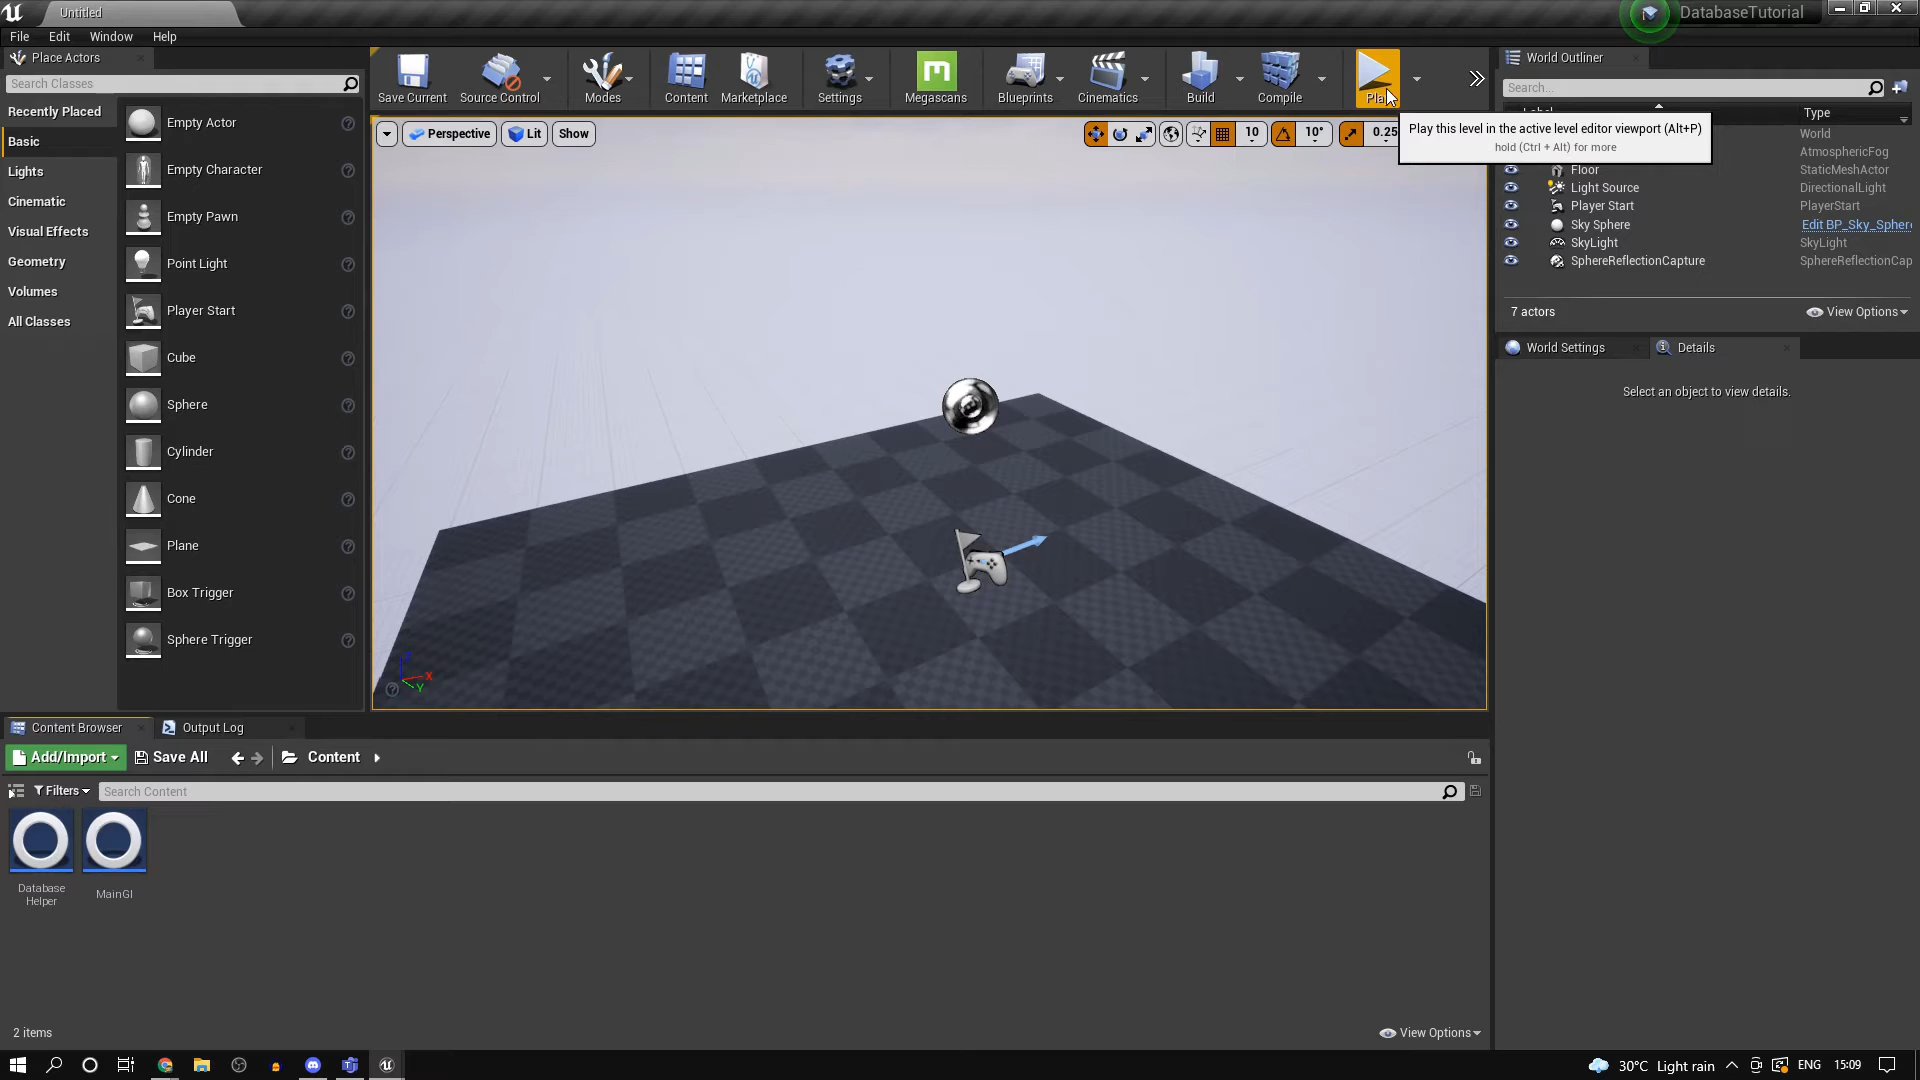 Untitled
DatabaseTutorial
File Edit Window Help
Place Actors
Search Classes
Recently Placed
Basic
Lights
Cinematic
Visual Effects
Geometry
Volumes
All Classes
Empty Actor
Empty Character
Empty Pawn
Point Light
Player Start
Cube
Sphere
Cylinder
Cone
Plane
Box Trigger
Sphere Trigger
Save Current Source Control Modes Content Marketplace Settings Megascans Blueprints Cinematics Build Compile
Perspective Lit Show
10 10° 0.25
Play this level in the active level editor viewport (Alt+P)
hold (Ctrl + Alt) for more
X
Y
World Outliner
Search...
Type
World
AtmosphericFog
Floor StaticMeshActor
Light Source DirectionalLight
Player Start PlayerStart
Sky Sphere Edit BP_Sky_Sphere
SkyLight SkyLight
SphereReflectionCapture SphereReflectionCap
7 actors View Options
World Settings Details
Select an object to view details.
Content Browser Output Log
Add/Import Save All Content
Filters Search Content
Database
Helper
MainGI
2 items View Options
30°C Light rain ENG 15:09